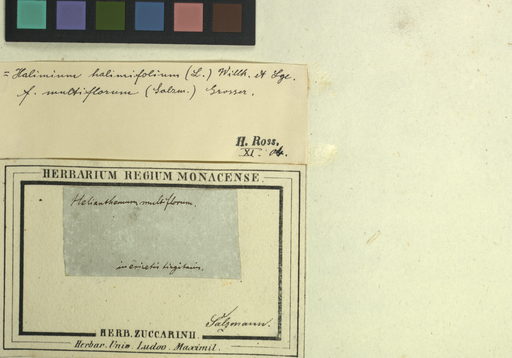 = Halimium halimifolium (L.) Willk. et Lge.
f. multiflorum (Salzm.) Grosser.
H. Ross.
XI. 04.
HERBARIUM REGIUM MONACENSE.
Helianthemum multiflorum.
in ericetis tingitanis.
Salzmann.
HERB. ZUCCARINII.
Herbar. Univ. Ludov. Maximil.